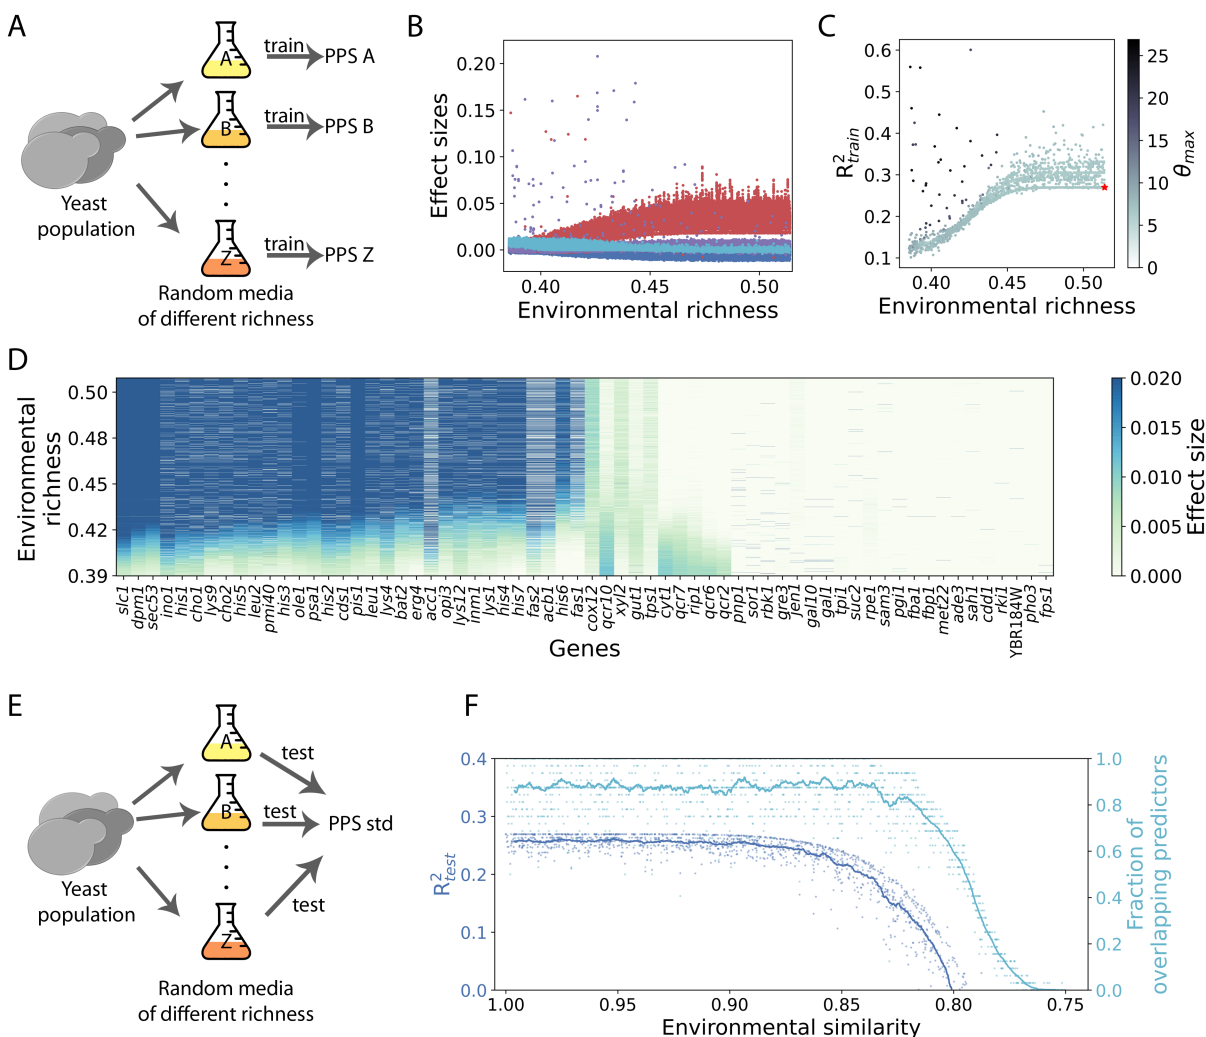 A
A
train
PPS A
B
train
PPS B
Z
train
PPS Z
Yeast
population
Random media
of different richness
B
Effect sizes
0.20
0.15
0.10
0.05
0.00
0.40
0.45
0.50
Environmental richness
C
R²train
0.6
0.5
0.4
0.3
0.2
0.1
0.40
0.45
0.50
Environmental richness
25
20
15
10
5
0
θmax
D
Environmental
richness
0.50
0.48
0.45
0.42
0.39
slc1
dpm1
sec53
ino1
his1
cho1
lys9
cho2
his5
leu2
pmi40
his3
ole1
psa1
his2
cds1
pis1
leu1
lys4
bat2
erg4
acc1
opi3
lys12
inm1
lys1
his4
his7
fas2
acb1
his6
fas1
cox12
qcr10
xyl2
gut1
tps1
cyt1
qcr7
rip1
qcr6
qcr2
pnp1
sor1
rbk1
gre3
jen1
gal10
gal1
tpi1
suc2
rpe1
sam3
pgi1
fba1
fbp1
met22
ade3
sah1
cdd1
rki1
YBR184W
pho3
fps1
Genes
0.020
0.015
0.010
0.005
0.000
Effect size
E
A
test
B
test
PPS std
Z
test
Yeast
population
Random media
of different richness
F
R²test
0.4
0.3
0.2
0.1
0.0
1.00
0.95
0.90
0.85
0.80
0.75
Environmental similarity
1.0
0.8
0.6
0.4
0.2
0.0
Fraction of
overlapping predictors